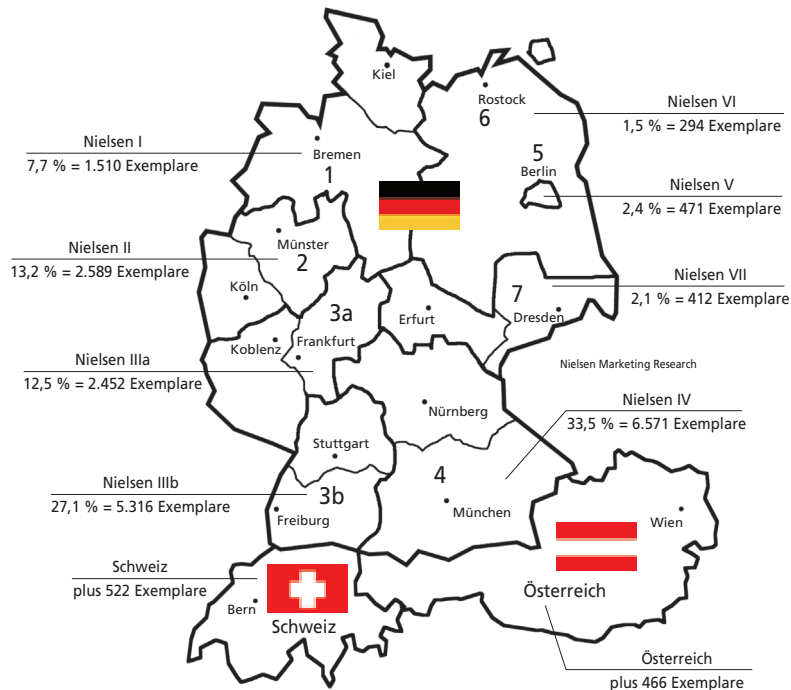 Kiel
Rostock
6
Nielsen VI
1,5 % = 294 Exemplare
Nielsen I
7,7 % = 1.510 Exemplare
Bremen
1
5
Berlin
Nielsen V
2,4 % = 471 Exemplare
Münster
2
Nielsen II
13,2 % = 2.589 Exemplare
Köln
Nielsen VII
2,1 % = 412 Exemplare
7
Dresden
3a
Erfurt
Koblenz
Frankfurt
Nielsen IIIa
12,5 % = 2.452 Exemplare
Nielsen Marketing Research
Nielsen IV
33,5 % = 6.571 Exemplare
Nürnberg
Stuttgart
4
München
Nielsen IIIb
27,1 % = 5.316 Exemplare
3b
Freiburg
Wien
Schweiz
plus 522 Exemplare
Bern
Schweiz
Österreich
Österreich
plus 466 Exemplare